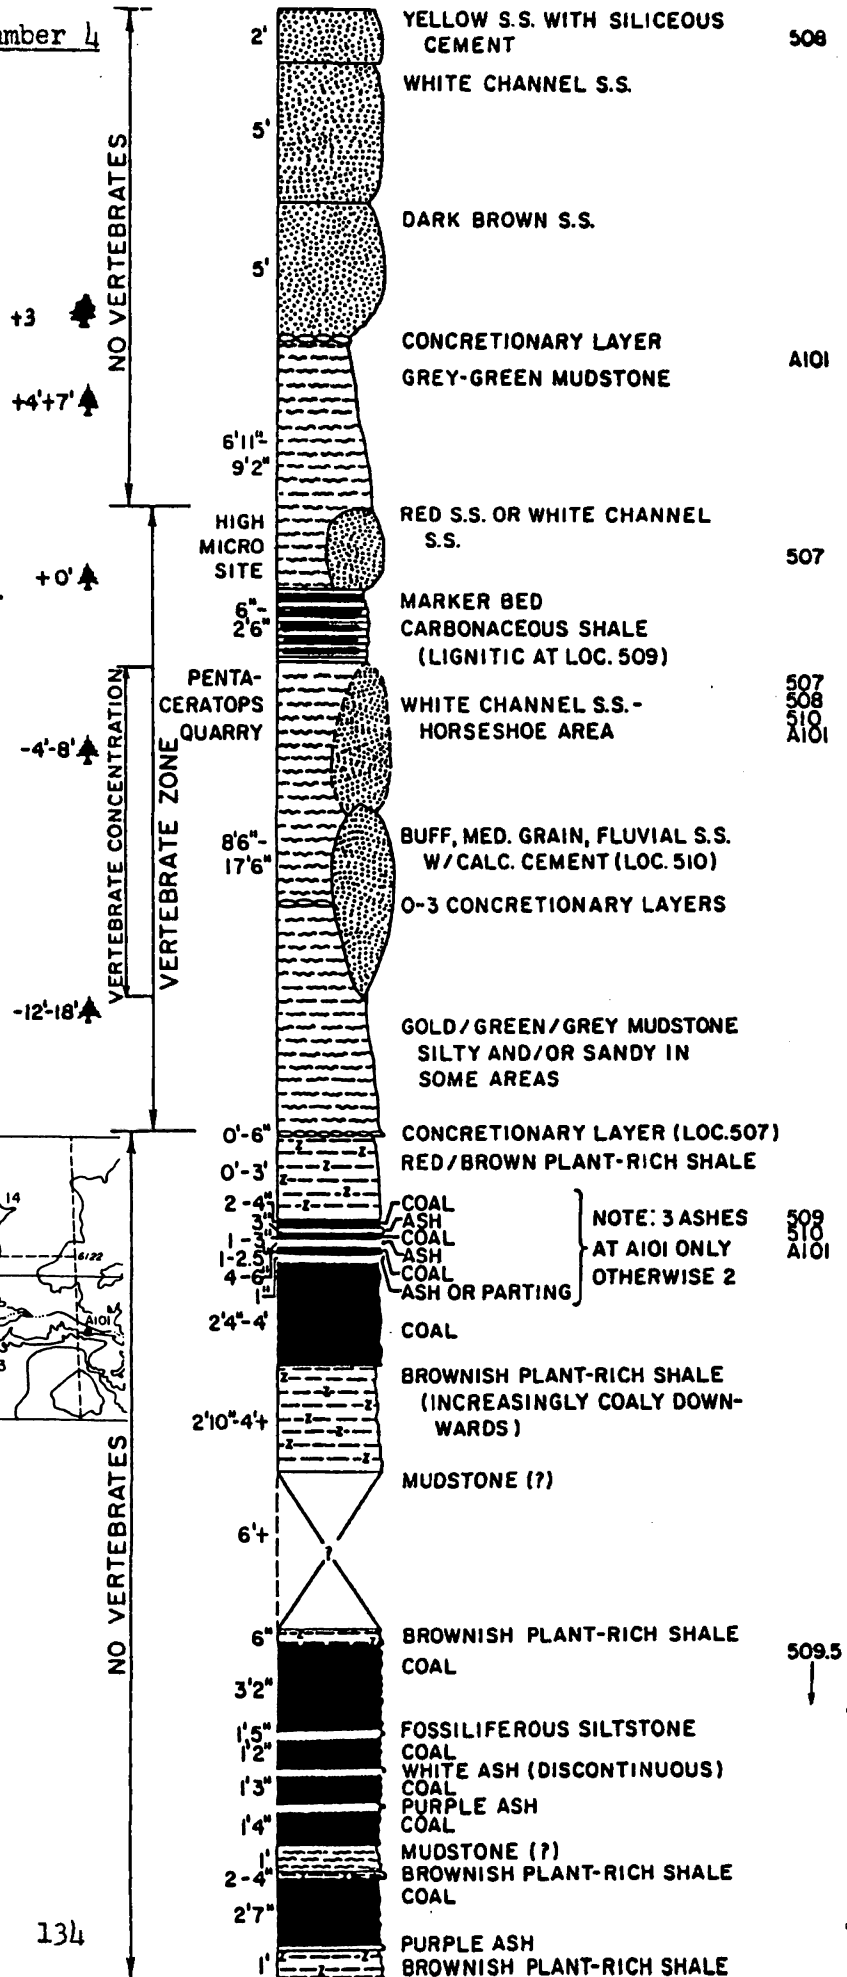 mber 4
2'
YELLOW S.S. WITH SILICEOUS
CEMENT
508
WHITE CHANNEL S.S.
5'
NO VERTEBRATES
DARK BROWN S.S.
5'
+3
CONCRETIONARY LAYER
A101
GREY-GREEN MUDSTONE
+4'+7'
6'11"-
9'2"
HIGH
MICRO
SITE
RED S.S. OR WHITE CHANNEL
S.S.
507
+0'
6"-
2'6"
MARKER BED
CARBONACEOUS SHALE
(LIGNITIC AT LOC. 509)
PENTA-
CERATOPS
QUARRY
507
508
510
A101
WHITE CHANNEL S.S.-
HORSESHOE AREA
-4'-8'
VERTEBRATE CONCENTRATION
VERTEBRATE ZONE
8'6"-
17'6"
BUFF, MED. GRAIN, FLUVIAL S.S.
W/CALC. CEMENT (LOC. 510)
0-3 CONCRETIONARY LAYERS
-12'-18'
GOLD/GREEN/GREY MUDSTONE
SILTY AND/OR SANDY IN
SOME AREAS
0'-6"
CONCRETIONARY LAYER (LOC.507)
0'-3'
RED/BROWN PLANT-RICH SHALE
14
2-4"
COAL
3"
ASH
1-3"
COAL
1-2.5"
ASH
4-6"
COAL
1"
ASH OR PARTING
NOTE: 3 ASHES
AT A101 ONLY
OTHERWISE 2
509
510
A101
6122
A101
3
2'4"-4'
COAL
BROWNISH PLANT-RICH SHALE
(INCREASINGLY COALY DOWN-
WARDS)
2'10"-4'+
MUDSTONE (?)
6'+
?
NO VERTEBRATES
6"
BROWNISH PLANT-RICH SHALE
509.5
COAL
3'2"
1'5"
FOSSILIFEROUS SILTSTONE
1'2"
COAL
WHITE ASH (DISCONTINUOUS)
1'3"
COAL
PURPLE ASH
1'4"
COAL
1'
MUDSTONE (?)
2-4"
BROWNISH PLANT-RICH SHALE
COAL
2'7"
134
PURPLE ASH
1'
BROWNISH PLANT-RICH SHALE